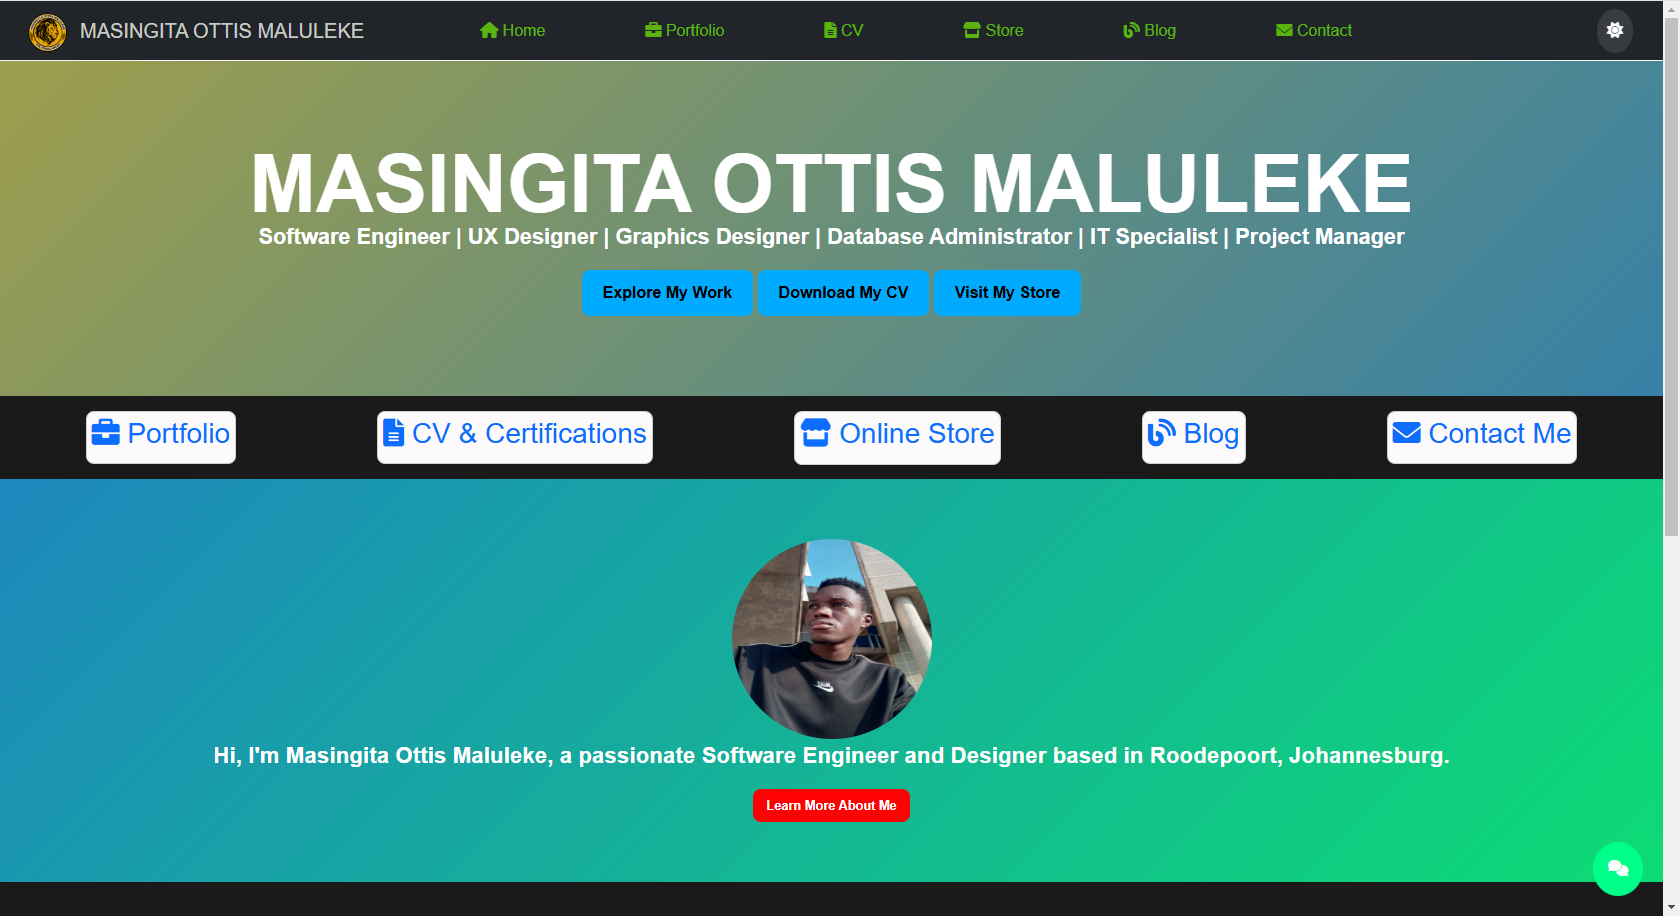 MASINGITA OTTIS MALULEKE
Home
Portfolio
CV
Store
Blog
Contact
MASINGITA OTTIS MALULEKE
Software Engineer | UX Designer | Graphics Designer | Database Administrator | IT Specialist | Project Manager
Explore My Work
Download My CV
Visit My Store
Portfolio
CV & Certifications
Online Store
Blog
Contact Me
Hi, I'm Masingita Ottis Maluleke, a passionate Software Engineer and Designer based in Roodepoort, Johannesburg.
Learn More About Me